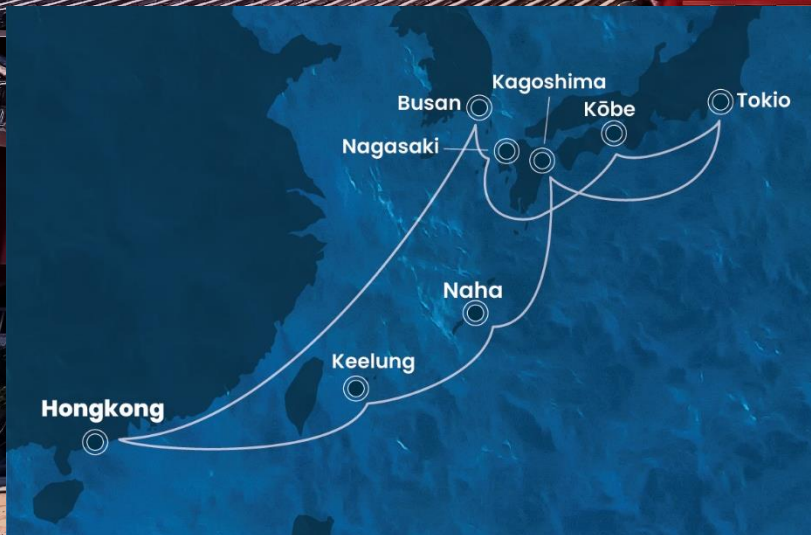 Kagoshima
Busan
Kōbe
Tokio
Nagasaki
Naha
Keelung
Hongkong